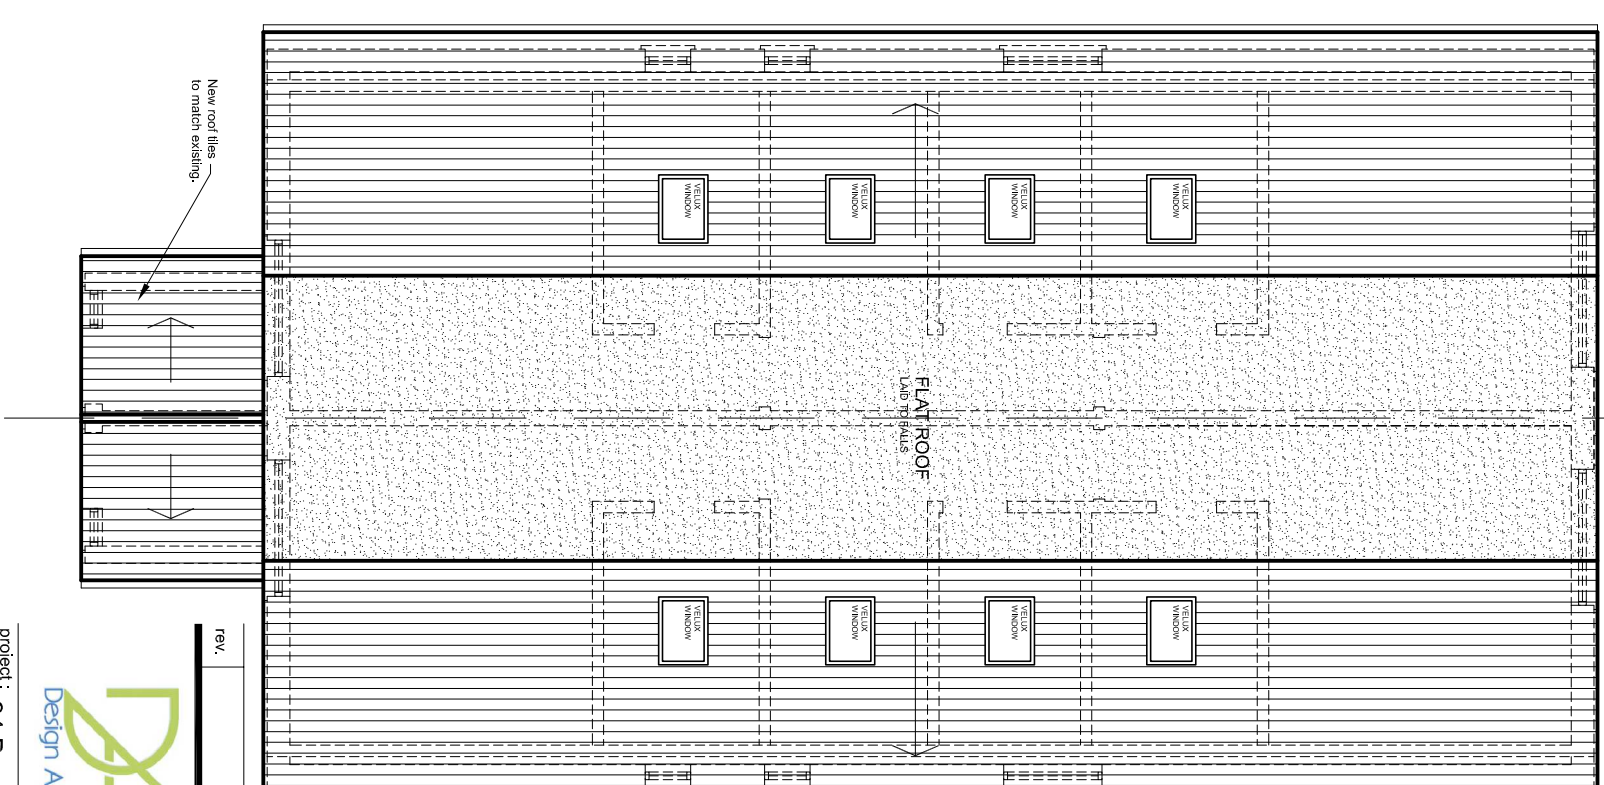 New roof tiles
to match existing.
VELUX
WINDOW
VELUX
WINDOW
VELUX
WINDOW
VELUX
WINDOW
FLAT ROOF
LAID TO FALLS
VELUX
WINDOW
VELUX
WINDOW
VELUX
WINDOW
VELUX
WINDOW
rev.
Design A
project :